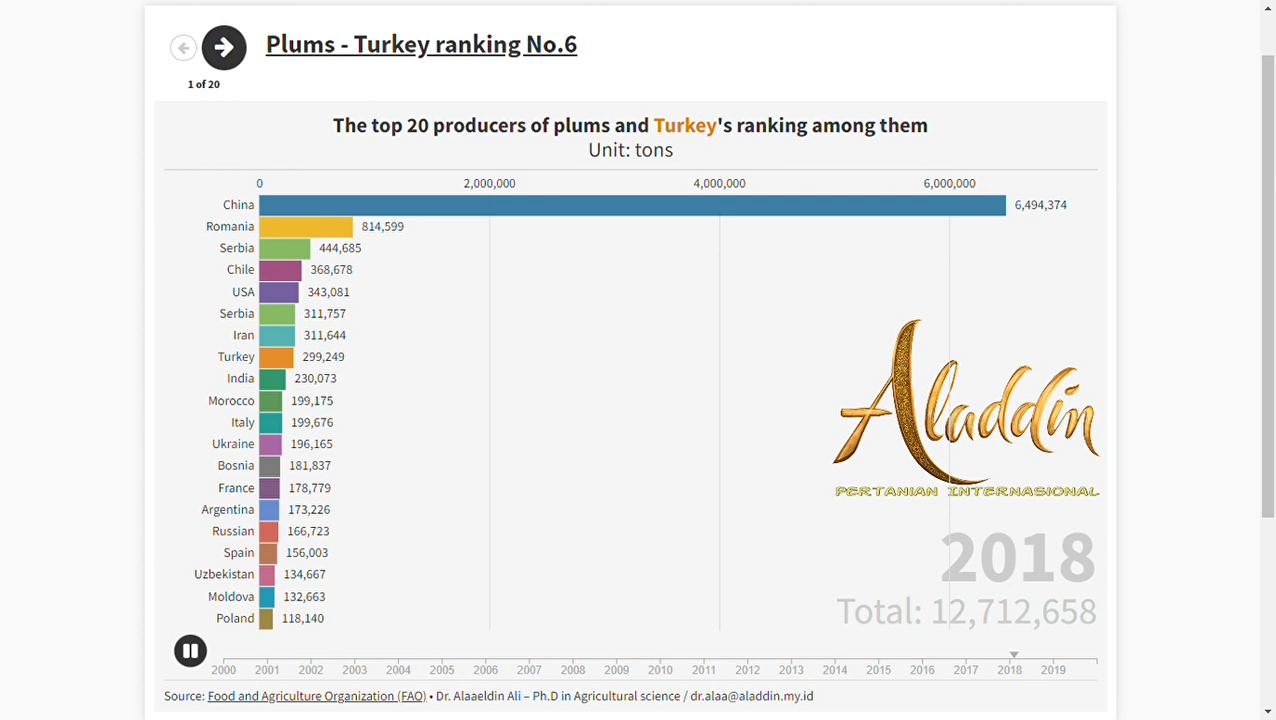 Plums - Turkey ranking No.6
1 of 20
The top 20 producers of plums and Turkey's ranking among them
Unit: tons
0 2,000,000 4,000,000 6,000,000
China 6,494,374
Romania 814,599
Serbia 444,685
Chile 368,678
USA 343,081
Serbia 311,757
Iran 311,644
Turkey 299,249
India 230,073
Morocco 199,175
Italy 199,676
Ukraine 196,165
Bosnia 181,837
France 178,779
Argentina 173,226
Russian 166,723
Spain 156,003
Uzbekistan 134,667
Moldova 132,663
Poland 118,140
Aladdin
PERTANIAN INTERNASIONAL
2018
Total: 12,712,658
2000 2001 2002 2003 2004 2005 2006 2007 2008 2009 2010 2011 2012 2013 2014 2015 2016 2017 2018 2019
Source: Food and Agriculture Organization (FAO) • Dr. Alaaeldin Ali – Ph.D in Agricultural science / dr.alaa@aladdin.my.id